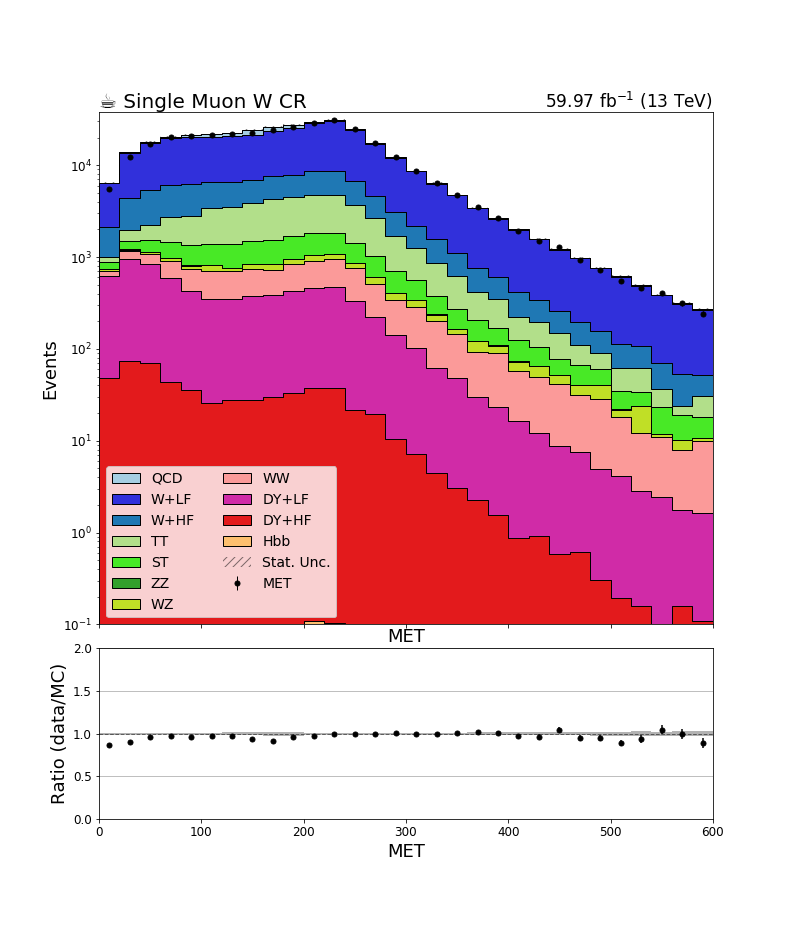 ☕ Single Muon W CR 59.97 fb⁻¹ (13 TeV)
Events
10⁴
10³
10²
10¹
10⁰
10⁻¹
QCD WW
W+LF DY+LF
W+HF DY+HF
TT Hbb
ST Stat. Unc.
ZZ MET
WZ
MET
Ratio (data/MC)
2.0
1.5
1.0
0.5
0.0
0 100 200 300 400 500 600
MET